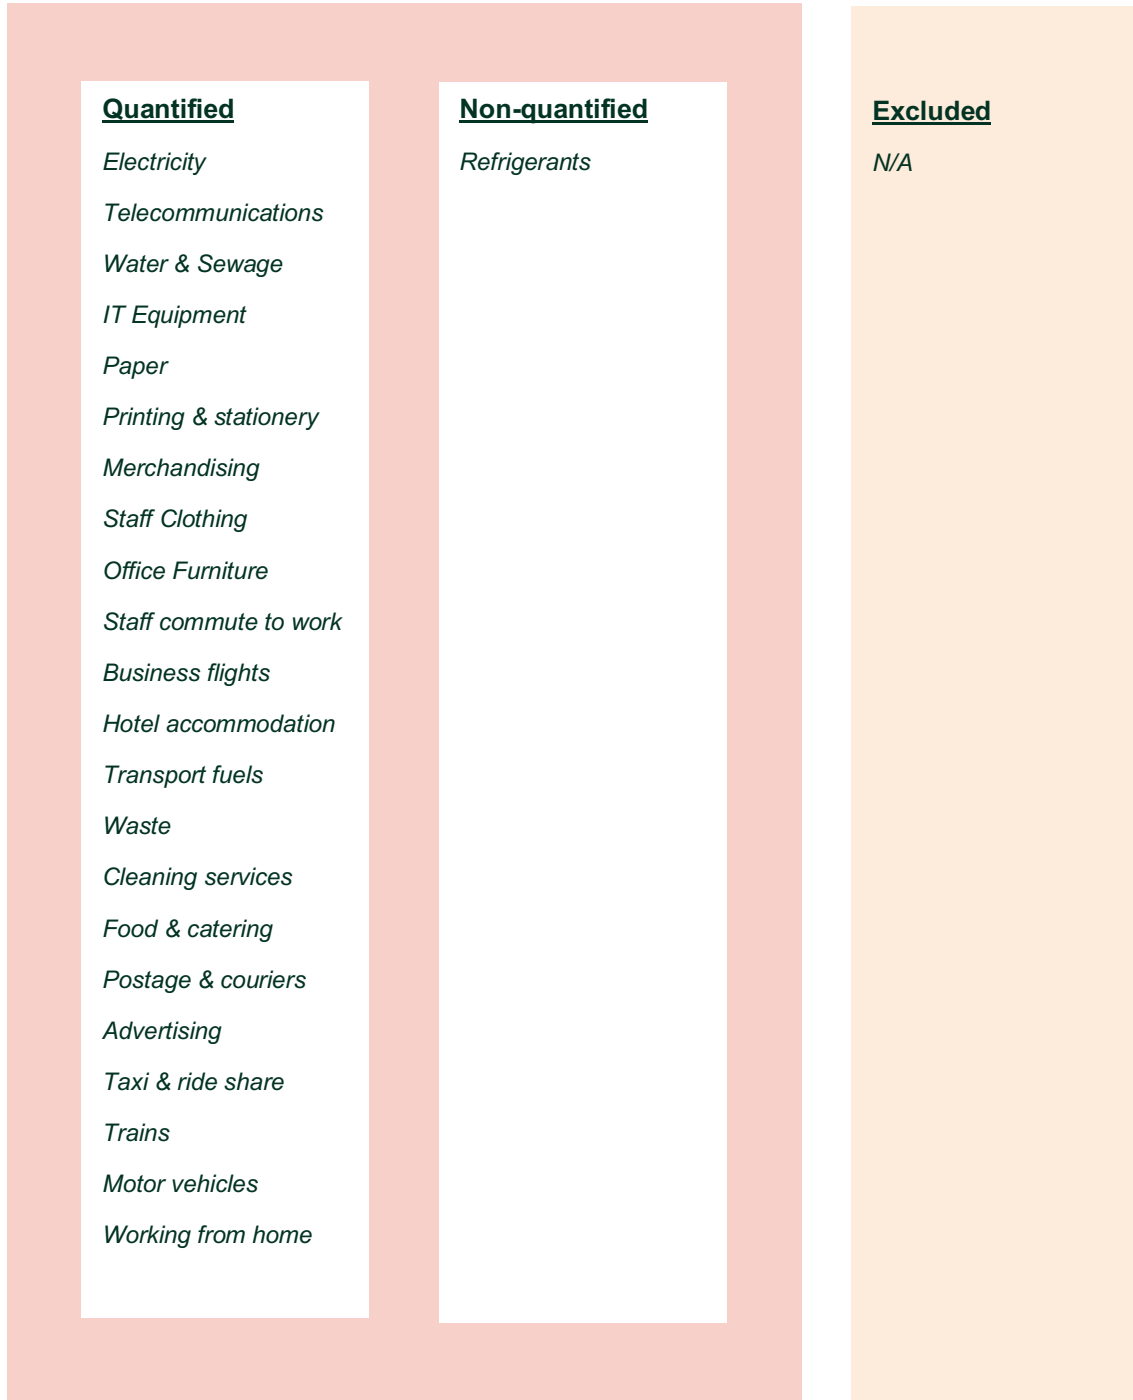 Quantified
Electricity
Telecommunications
Water & Sewage
IT Equipment
Paper
Printing & stationery
Merchandising
Staff Clothing
Office Furniture
Staff commute to work
Business flights
Hotel accommodation
Transport fuels
Waste
Cleaning services
Food & catering
Postage & couriers
Advertising
Taxi & ride share
Trains
Motor vehicles
Working from home
Non-quantified
Refrigerants
Excluded
N/A